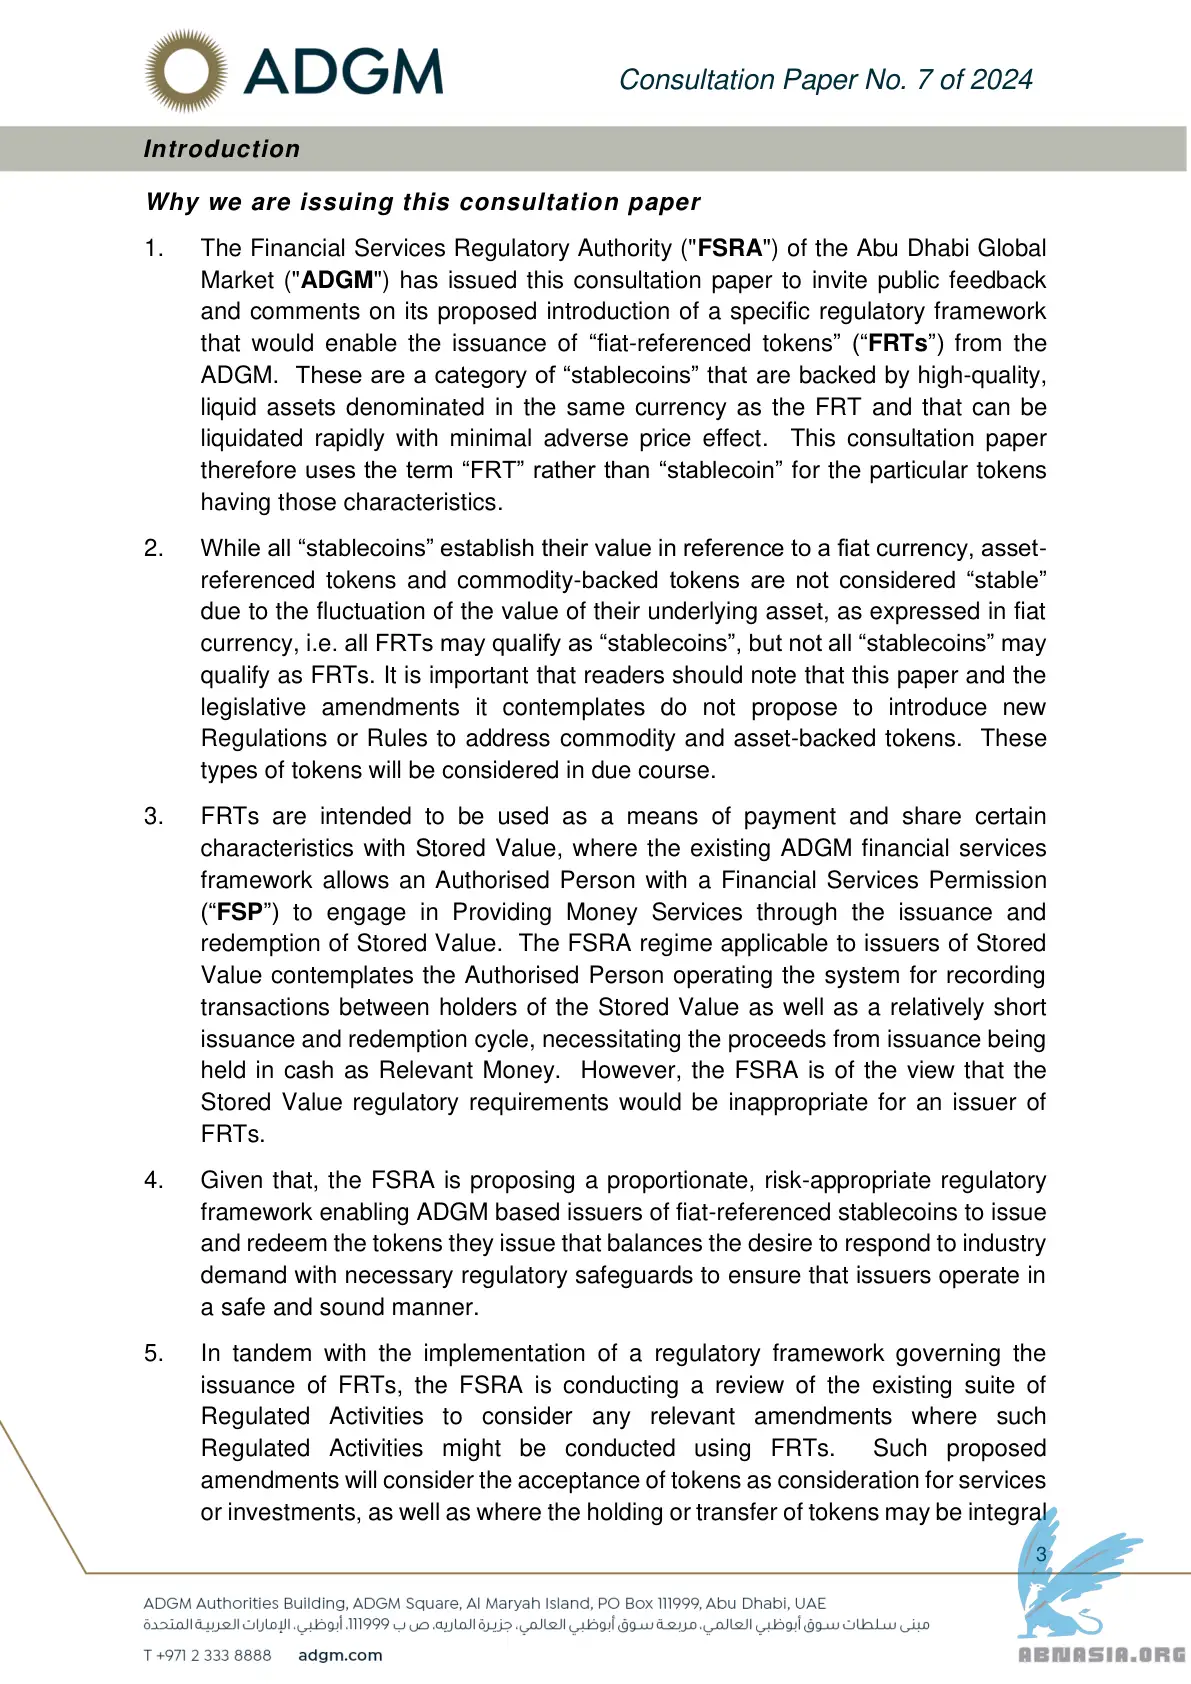 ADGM
Consultation Paper No. 7 of 2024
Introduction
Why we are issuing this consultation paper
1. The Financial Services Regulatory Authority ("FSRA") of the Abu Dhabi Global
Market ("ADGM") has issued this consultation paper to invite public feedback
and comments on its proposed introduction of a specific regulatory framework
that would enable the issuance of “fiat-referenced tokens” (“FRTs”) from the
ADGM. These are a category of “stablecoins” that are backed by high-quality,
liquid assets denominated in the same currency as the FRT and that can be
liquidated rapidly with minimal adverse price effect. This consultation paper
therefore uses the term “FRT” rather than “stablecoin” for the particular tokens
having those characteristics.
2. While all “stablecoins” establish their value in reference to a fiat currency, asset-
referenced tokens and commodity-backed tokens are not considered “stable”
due to the fluctuation of the value of their underlying asset, as expressed in fiat
currency, i.e. all FRTs may qualify as “stablecoins”, but not all “stablecoins” may
qualify as FRTs. It is important that readers should note that this paper and the
legislative amendments it contemplates do not propose to introduce new
Regulations or Rules to address commodity and asset-backed tokens. These
types of tokens will be considered in due course.
3. FRTs are intended to be used as a means of payment and share certain
characteristics with Stored Value, where the existing ADGM financial services
framework allows an Authorised Person with a Financial Services Permission
(“FSP”) to engage in Providing Money Services through the issuance and
redemption of Stored Value. The FSRA regime applicable to issuers of Stored
Value contemplates the Authorised Person operating the system for recording
transactions between holders of the Stored Value as well as a relatively short
issuance and redemption cycle, necessitating the proceeds from issuance being
held in cash as Relevant Money. However, the FSRA is of the view that the
Stored Value regulatory requirements would be inappropriate for an issuer of
FRTs.
4. Given that, the FSRA is proposing a proportionate, risk-appropriate regulatory
framework enabling ADGM based issuers of fiat-referenced stablecoins to issue
and redeem the tokens they issue that balances the desire to respond to industry
demand with necessary regulatory safeguards to ensure that issuers operate in
a safe and sound manner.
5. In tandem with the implementation of a regulatory framework governing the
issuance of FRTs, the FSRA is conducting a review of the existing suite of
Regulated Activities to consider any relevant amendments where such
Regulated Activities might be conducted using FRTs. Such proposed
amendments will consider the acceptance of tokens as consideration for services
or investments, as well as where the holding or transfer of tokens may be integral
3
ADGM Authorities Building, ADGM Square, Al Maryah Island, PO Box 111999, Abu Dhabi, UAE
مبنى سلطات سوق أبوظبي العالمي، مربعة سوق أبوظبي العالمي، جزيرة الماريه، ص ب 111999، أبوظبي، الإمارات العربية المتحدة
T +971 2 333 8888 adgm.com
ABNASIA.ORG